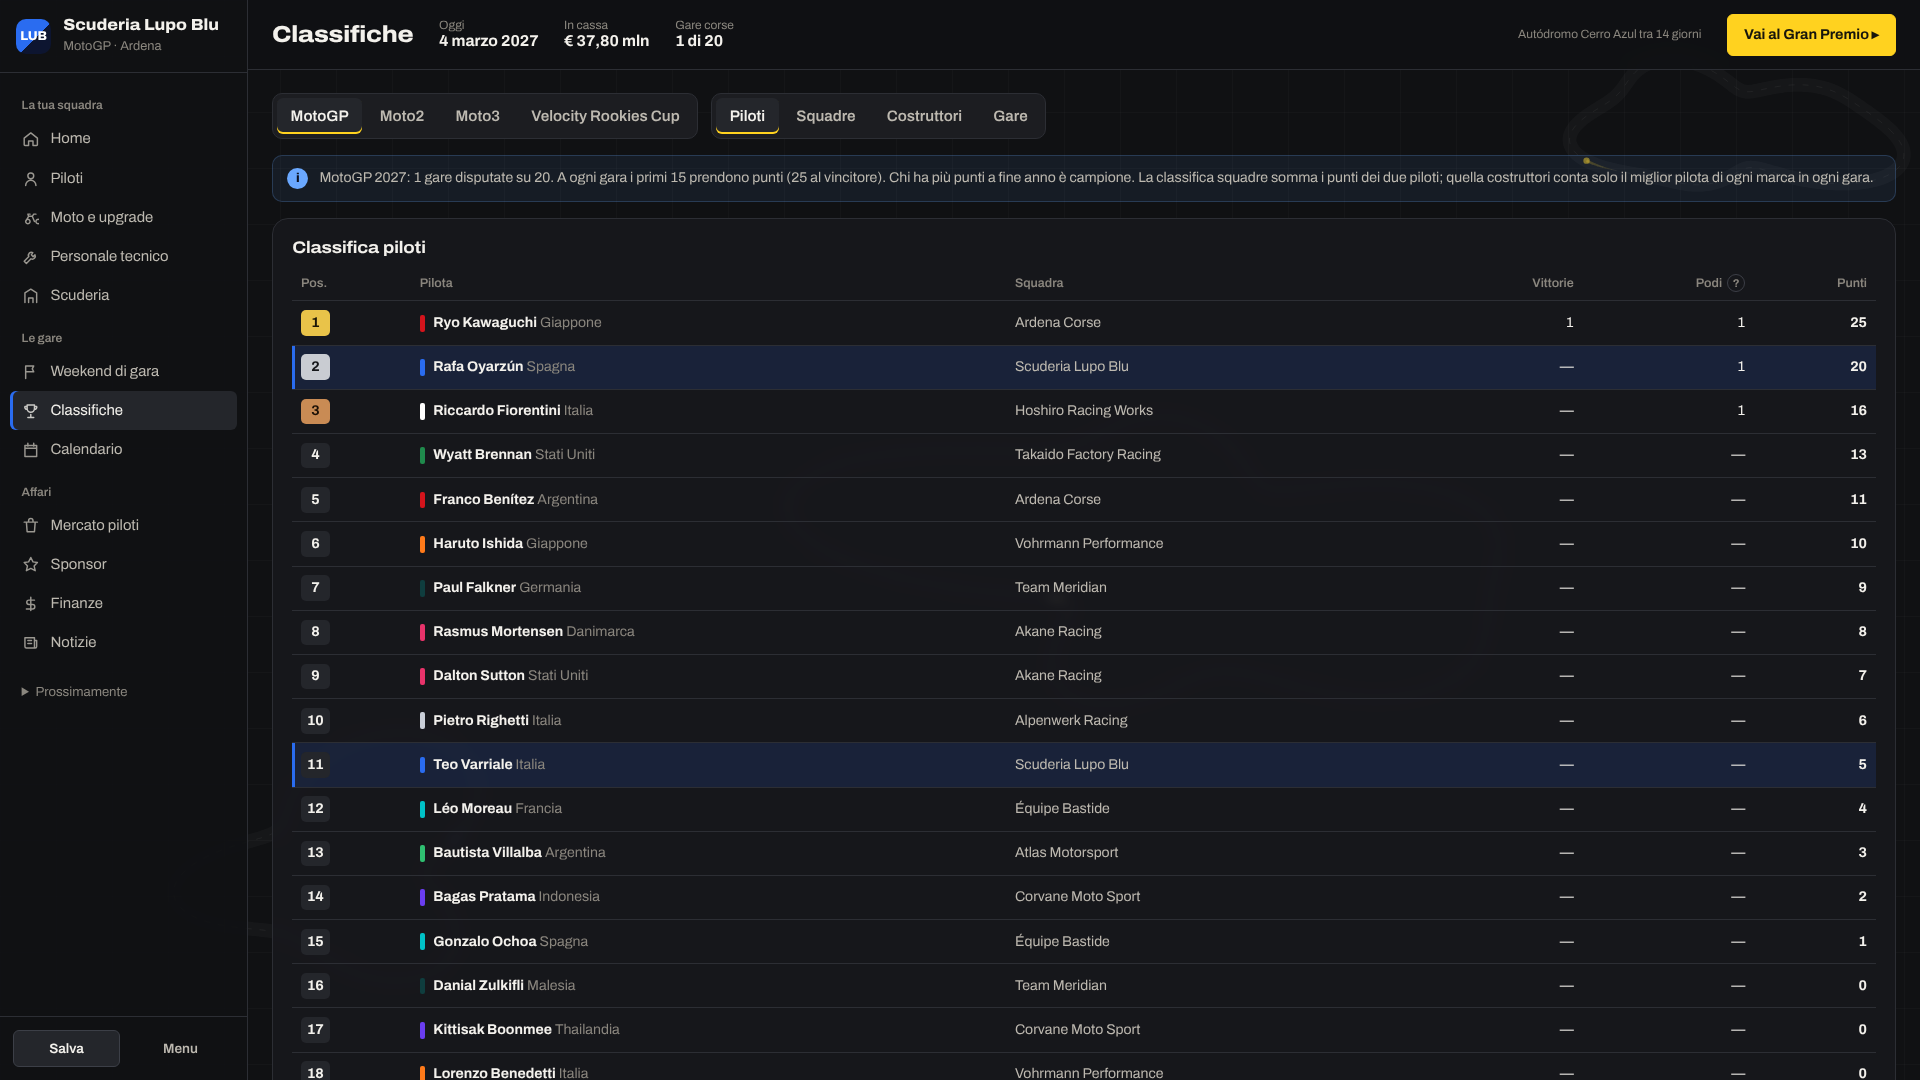 LUB
Scuderia Lupo Blu
MotoGP · Ardena
La tua squadra
Home
Piloti
Moto e upgrade
Personale tecnico
Scuderia
Le gare
Weekend di gara
Classifiche
Calendario
Affari
Mercato piloti
Sponsor
Finanze
Notizie
Prossimamente
Salva Menu
Classifiche
Oggi
4 marzo 2027
In cassa
€ 37,80 mln
Gare corse
1 di 20
Autódromo Cerro Azul tra 14 giorni
Vai al Gran Premio ▸
MotoGP Moto2 Moto3 Velocity Rookies Cup
Piloti Squadre Costruttori Gare
i MotoGP 2027: 1 gare disputate su 20. A ogni gara i primi 15 prendono punti (25 al vincitore). Chi ha più punti a fine anno è campione. La classifica squadre somma i punti dei due piloti; quella costruttori conta solo il miglior pilota di ogni marca in ogni gara.
Classifica piloti
Pos. Pilota Squadra Vittorie Podi ? Punti
1 Ryo Kawaguchi Giappone Ardena Corse 1 1 25
2 Rafa Oyarzún Spagna Scuderia Lupo Blu — 1 20
3 Riccardo Fiorentini Italia Hoshiro Racing Works — 1 16
4 Wyatt Brennan Stati Uniti Takaido Factory Racing — — 13
5 Franco Benítez Argentina Ardena Corse — — 11
6 Haruto Ishida Giappone Vohrmann Performance — — 10
7 Paul Falkner Germania Team Meridian — — 9
8 Rasmus Mortensen Danimarca Akane Racing — — 8
9 Dalton Sutton Stati Uniti Akane Racing — — 7
10 Pietro Righetti Italia Alpenwerk Racing — — 6
11 Teo Varriale Italia Scuderia Lupo Blu — — 5
12 Léo Moreau Francia Équipe Bastide — — 4
13 Bautista Villalba Argentina Atlas Motorsport — — 3
14 Bagas Pratama Indonesia Corvane Moto Sport — — 2
15 Gonzalo Ochoa Spagna Équipe Bastide — — 1
16 Danial Zulkifli Malesia Team Meridian — — 0
17 Kittisak Boonmee Thailandia Corvane Moto Sport — — 0
18 Lorenzo Benedetti Italia Vohrmann Performance — — 0